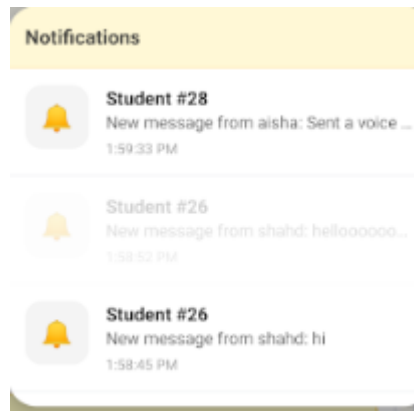 Notifications
Student #28
New message from aisha: Sent a voice ...
1:59:33 PM
Student #26
New message from shahd: helloooooo...
1:58:52 PM
Student #26
New message from shahd: hi
1:58:45 PM